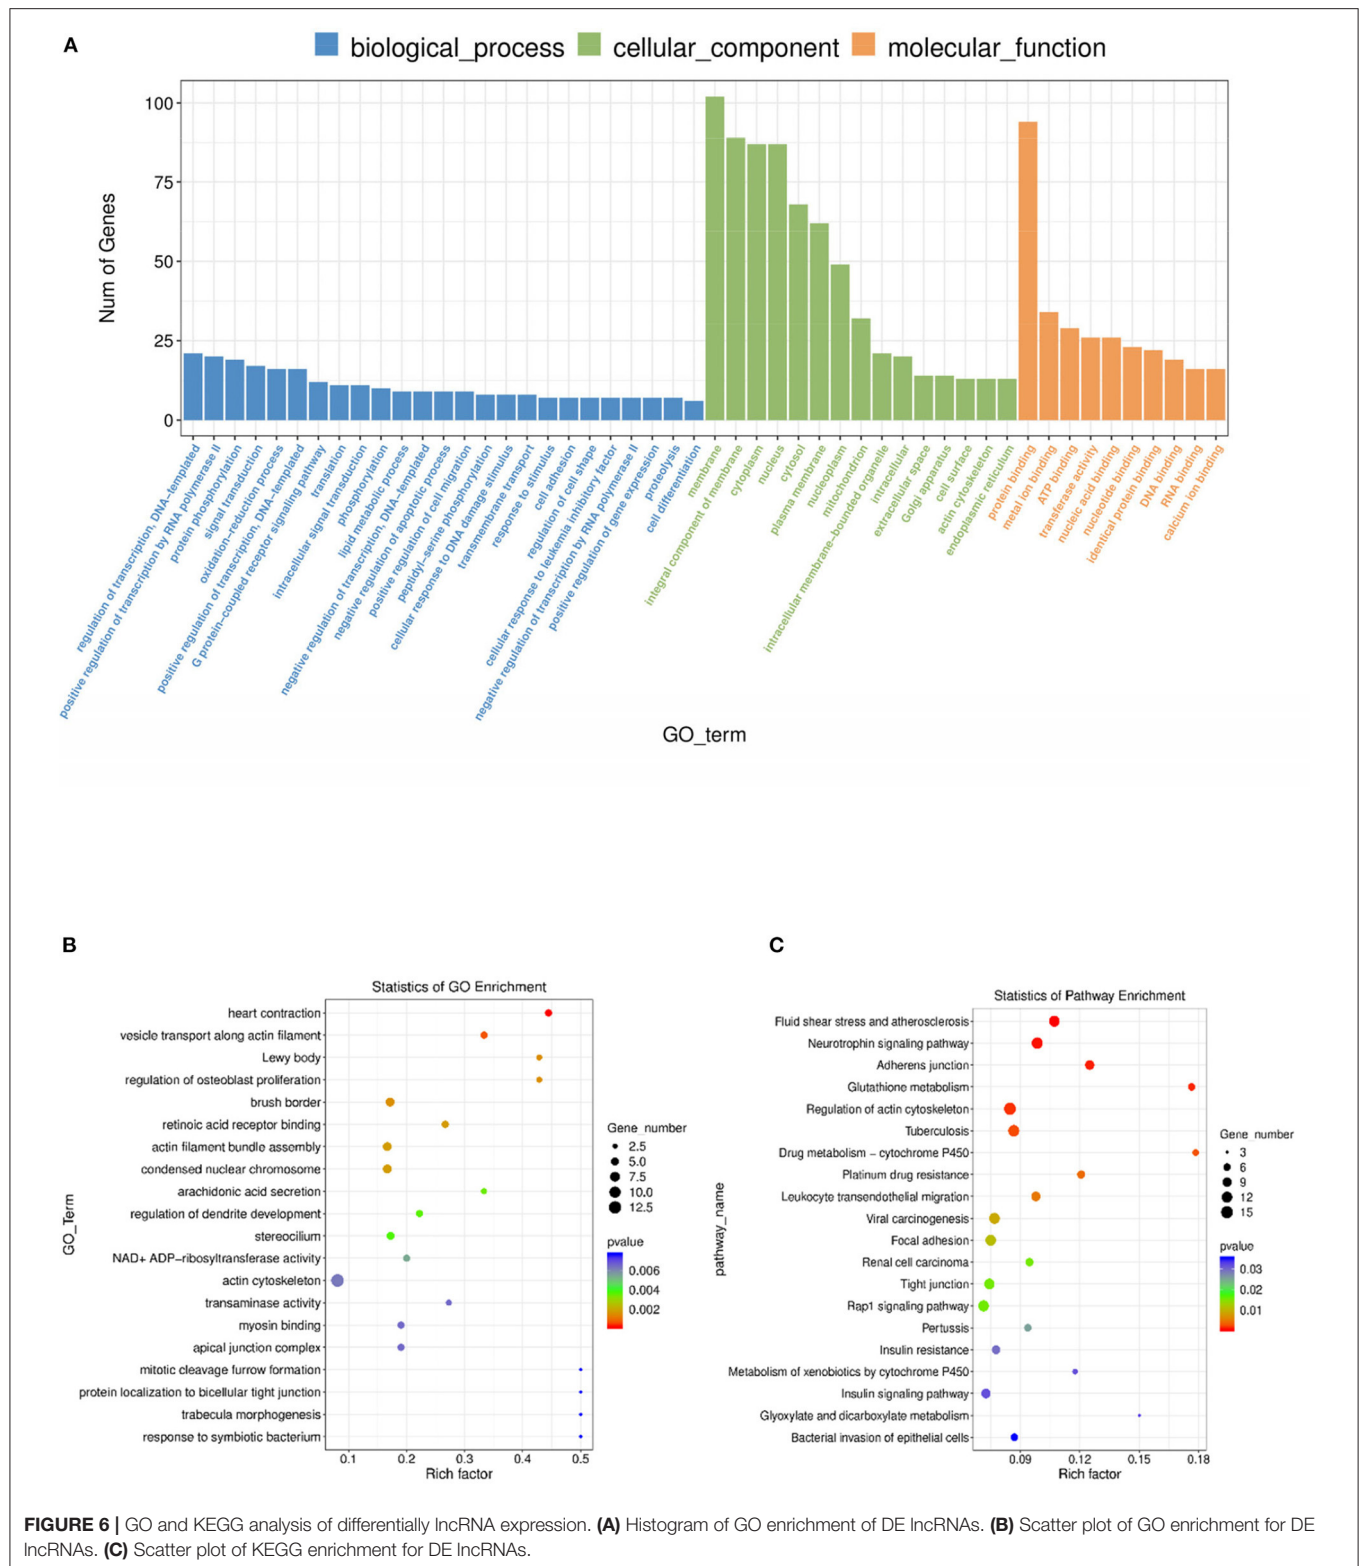 A
biological_process cellular_component molecular_function
Num of Genes
100
75
50
25
0
regulation of transcription, DNA−templated
positive regulation of transcription by RNA polymerase II
protein phosphorylation
signal transduction
oxidation−reduction process
positive regulation of transcription, DNA−templated
G protein−coupled receptor signaling pathway
translation
intracellular signal transduction
phosphorylation
lipid metabolic process
negative regulation of transcription, DNA−templated
negative regulation of apoptotic process
positive regulation of cell migration
peptidyl−serine phosphorylation
cellular response to DNA damage stimulus
transmembrane transport
response to stimulus
cell adhesion
regulation of cell shape
cellular response to leukemia inhibitory factor
negative regulation of transcription by RNA polymerase II
positive regulation of gene expression
proteolysis
cell differentiation
membrane
integral component of membrane
cytoplasm
nucleus
cytosol
plasma membrane
nucleoplasm
mitochondrion
intracellular membrane−bounded organelle
intracellular
extracellular space
Golgi apparatus
cell surface
actin cytoskeleton
endoplasmic reticulum
protein binding
metal ion binding
ATP binding
transferase activity
nucleic acid binding
nucleotide binding
identical protein binding
DNA binding
RNA binding
calcium ion binding
GO_term
B
Statistics of GO Enrichment
GO_Term
heart contraction
vesicle transport along actin filament
Lewy body
regulation of osteoblast proliferation
brush border
retinoic acid receptor binding
actin filament bundle assembly
condensed nuclear chromosome
arachidonic acid secretion
regulation of dendrite development
stereocilium
NAD+ ADP−ribosyltransferase activity
actin cytoskeleton
transaminase activity
myosin binding
apical junction complex
mitotic cleavage furrow formation
protein localization to bicellular tight junction
trabecula morphogenesis
response to symbiotic bacterium
0.1 0.2 0.3 0.4 0.5
Rich factor
Gene_number
2.5
5.0
7.5
10.0
12.5
pvalue
0.006
0.004
0.002
C
Statistics of Pathway Enrichment
pathway_name
Fluid shear stress and atherosclerosis
Neurotrophin signaling pathway
Adherens junction
Glutathione metabolism
Regulation of actin cytoskeleton
Tuberculosis
Drug metabolism − cytochrome P450
Platinum drug resistance
Leukocyte transendothelial migration
Viral carcinogenesis
Focal adhesion
Renal cell carcinoma
Tight junction
Rap1 signaling pathway
Pertussis
Insulin resistance
Metabolism of xenobiotics by cytochrome P450
Insulin signaling pathway
Glyoxylate and dicarboxylate metabolism
Bacterial invasion of epithelial cells
0.09 0.12 0.15 0.18
Rich factor
Gene_number
3
6
9
12
15
pvalue
0.03
0.02
0.01
FIGURE 6 | GO and KEGG analysis of differentially lncRNA expression. (A) Histogram of GO enrichment of DE lncRNAs. (B) Scatter plot of GO enrichment for DE
lncRNAs. (C) Scatter plot of KEGG enrichment for DE lncRNAs.